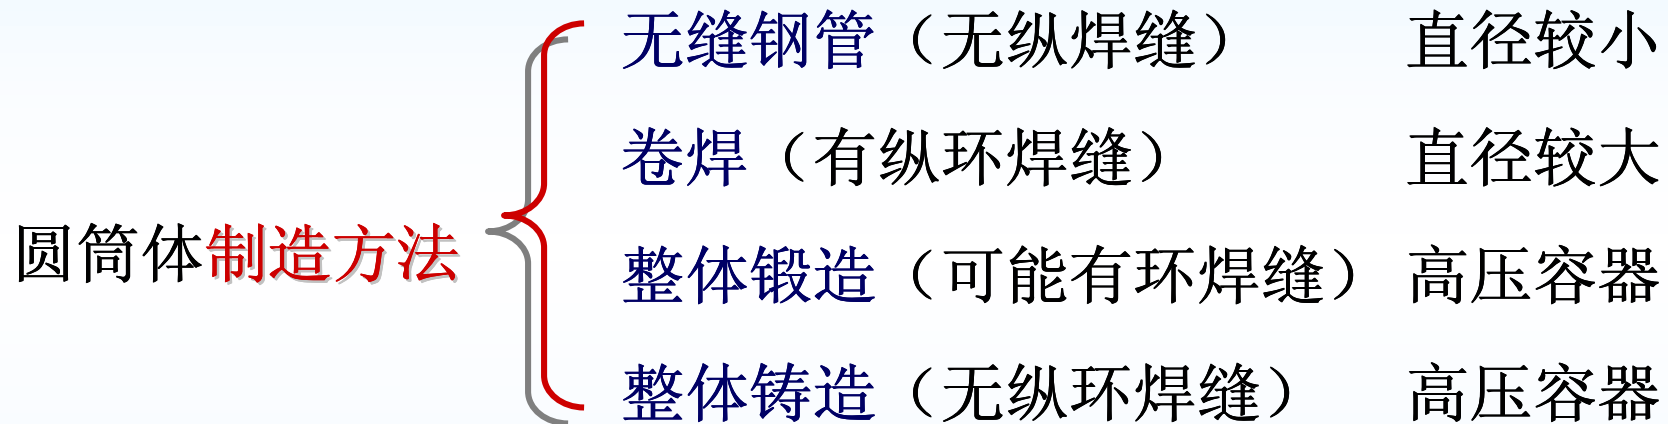 无缝钢管（无纵焊缝） 直径较小
卷焊（有纵环焊缝） 直径较大
圆筒体制造方法
整体锻造（可能有环焊缝） 高压容器
整体铸造（无纵环焊缝） 高压容器